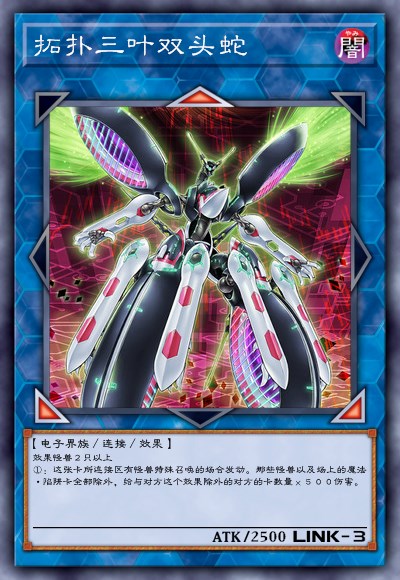 拓扑三叶双头蛇
やみ
闇
【电子界族／连接／效果】
效果怪兽２只以上
①：这张卡所连接区有怪兽特殊召唤的场合发动。那些怪兽以及场上的魔法
·陷阱卡全部除外，给与对方这个效果除外的对方的卡数量×５００伤害。
ATK/2500 LINK-3